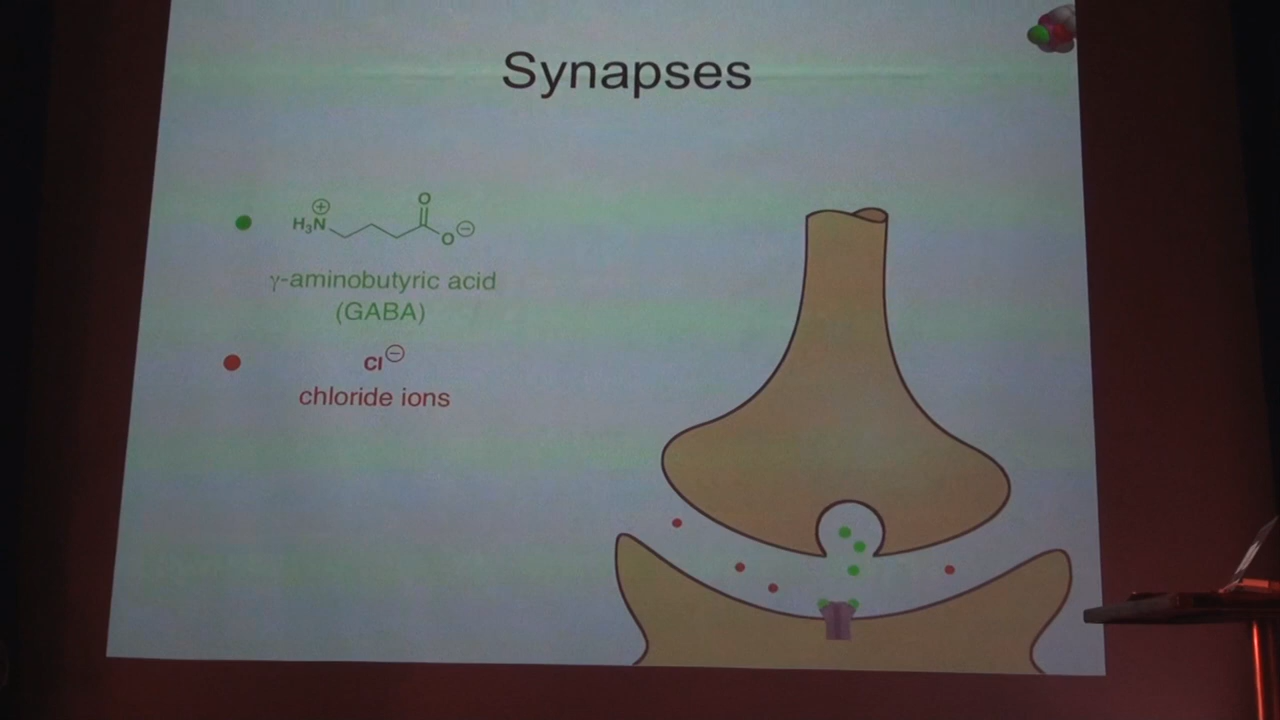 Synapses
H₃N⊕ O O⊖
γ-aminobutyric acid
(GABA)
Cl⊖
chloride ions